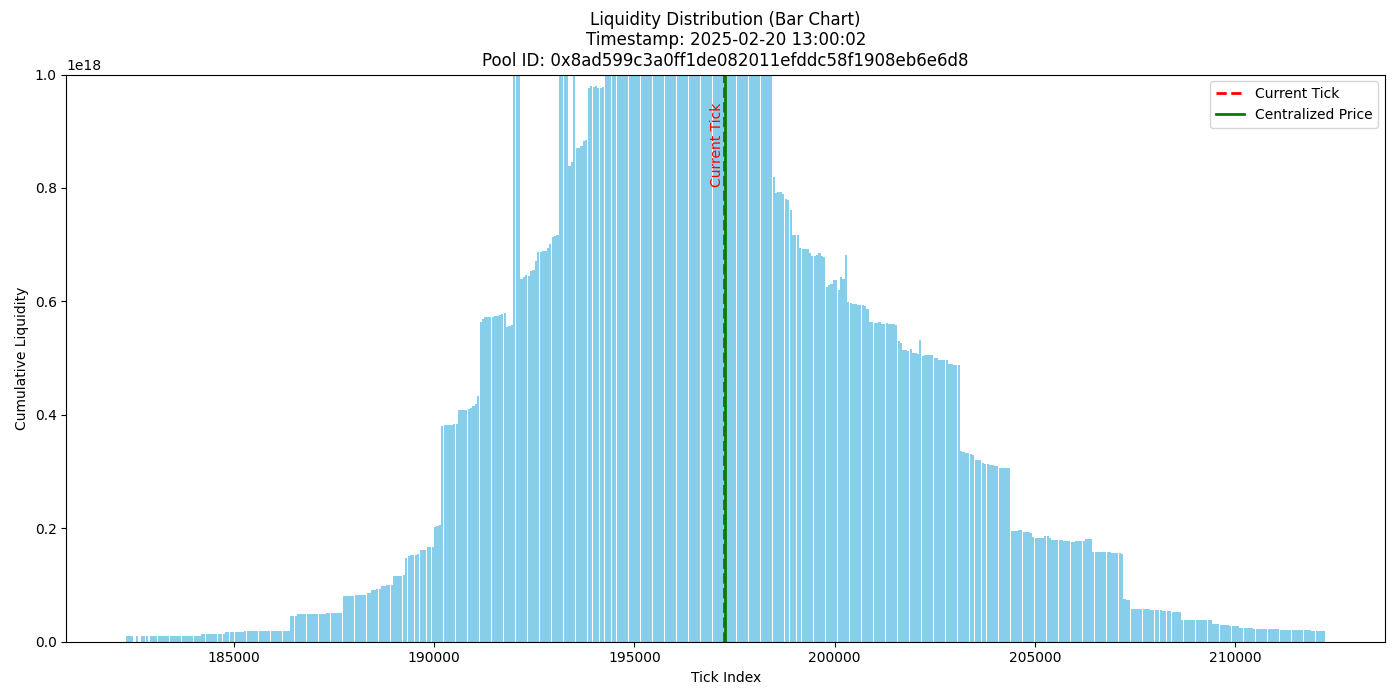 Liquidity Distribution (Bar Chart)
Timestamp: 2025-02-20 13:00:02
Pool ID: 0x8ad599c3a0ff1de082011efddc58f1908eb6e6d8
1e18
1.0
0.8
0.6
0.4
0.2
0.0
Cumulative Liquidity
Current Tick
Current Tick
Centralized Price
185000 190000 195000 200000 205000 210000
Tick Index